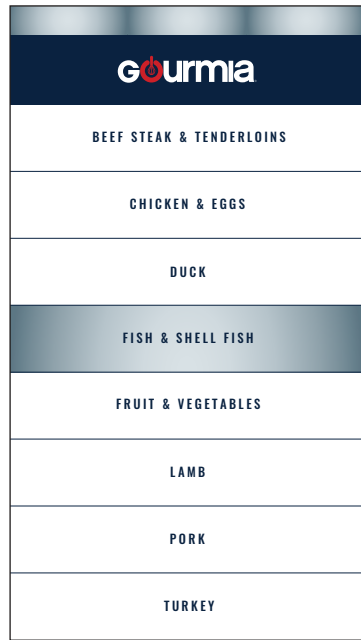 GOurmia
BEEF STEAK & TENDERLOINS
CHICKEN & EGGS
DUCK
FISH & SHELL FISH
FRUIT & VEGETABLES
LAMB
PORK
TURKEY